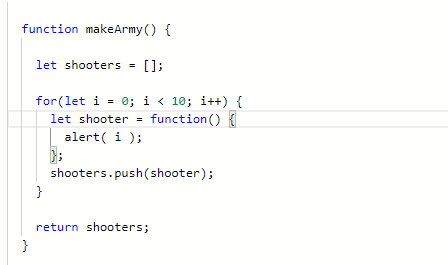 function makeArmy() {
let shooters = [];
for(let i = 0; i < 10; i++) {
let shooter = function() {
alert( i );
};
shooters.push(shooter);
}
return shooters;
}